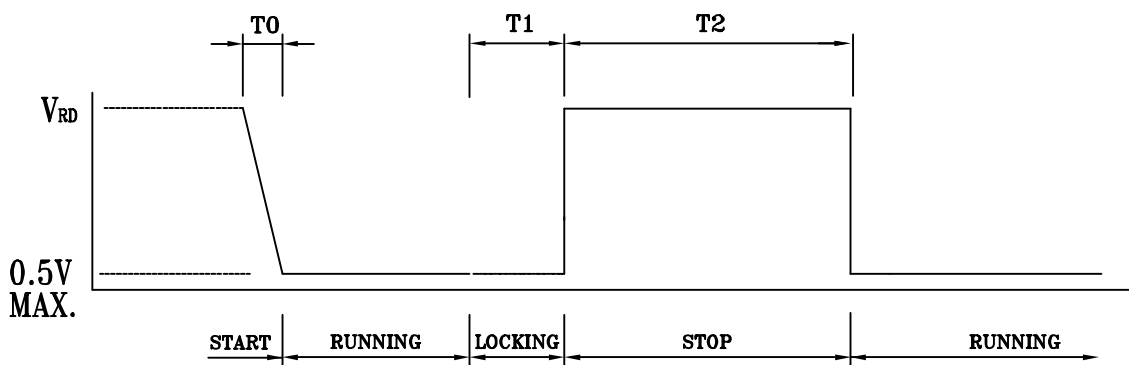 T0
T1
T2
VRD
0.5V
MAX.
START
RUNNING
LOCKING
STOP
RUNNING